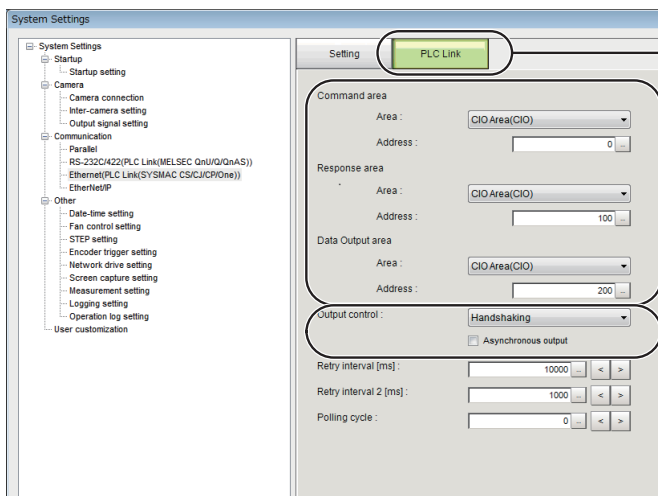 System Settings
System Settings
Startup
Startup setting
Camera
Camera connection
Inter-camera setting
Output signal setting
Communication
Parallel
RS-232C/422(PLC Link(MELSEC QnU/Q/QnAS))
Ethernet(PLC Link(SYSMAC CS/CJ/CP/One))
EtherNet/IP
Other
Date-time setting
Fan control setting
STEP setting
Encoder trigger setting
Network drive setting
Screen capture setting
Measurement setting
Logging setting
Operation log setting
User customization
Setting PLC Link
Command area
Area : CIO Area(CIO)
Address : 0 ...
Response area
Area : CIO Area(CIO)
Address : 100 ...
Data Output area
Area : CIO Area(CIO)
Address : 200 ...
Output control : Handshaking
Asynchronous output
Retry interval [ms] : 10000 ... < >
Retry interval 2 [ms] : 1000 ... < >
Polling cycle : 0 ... < >